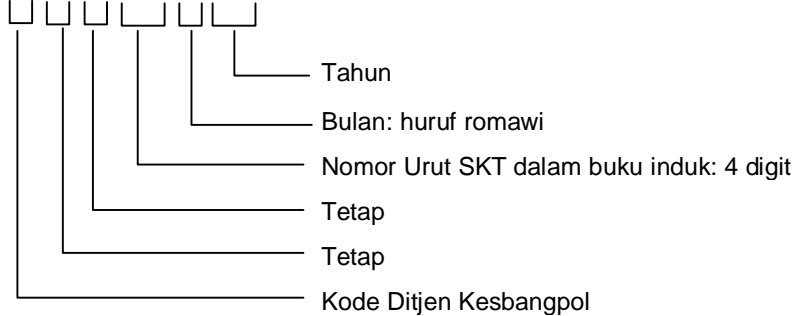 Tahun
Bulan: huruf romawi
Nomor Urut SKT dalam buku induk: 4 digit
Tetap
Tetap
Kode Ditjen Kesbangpol